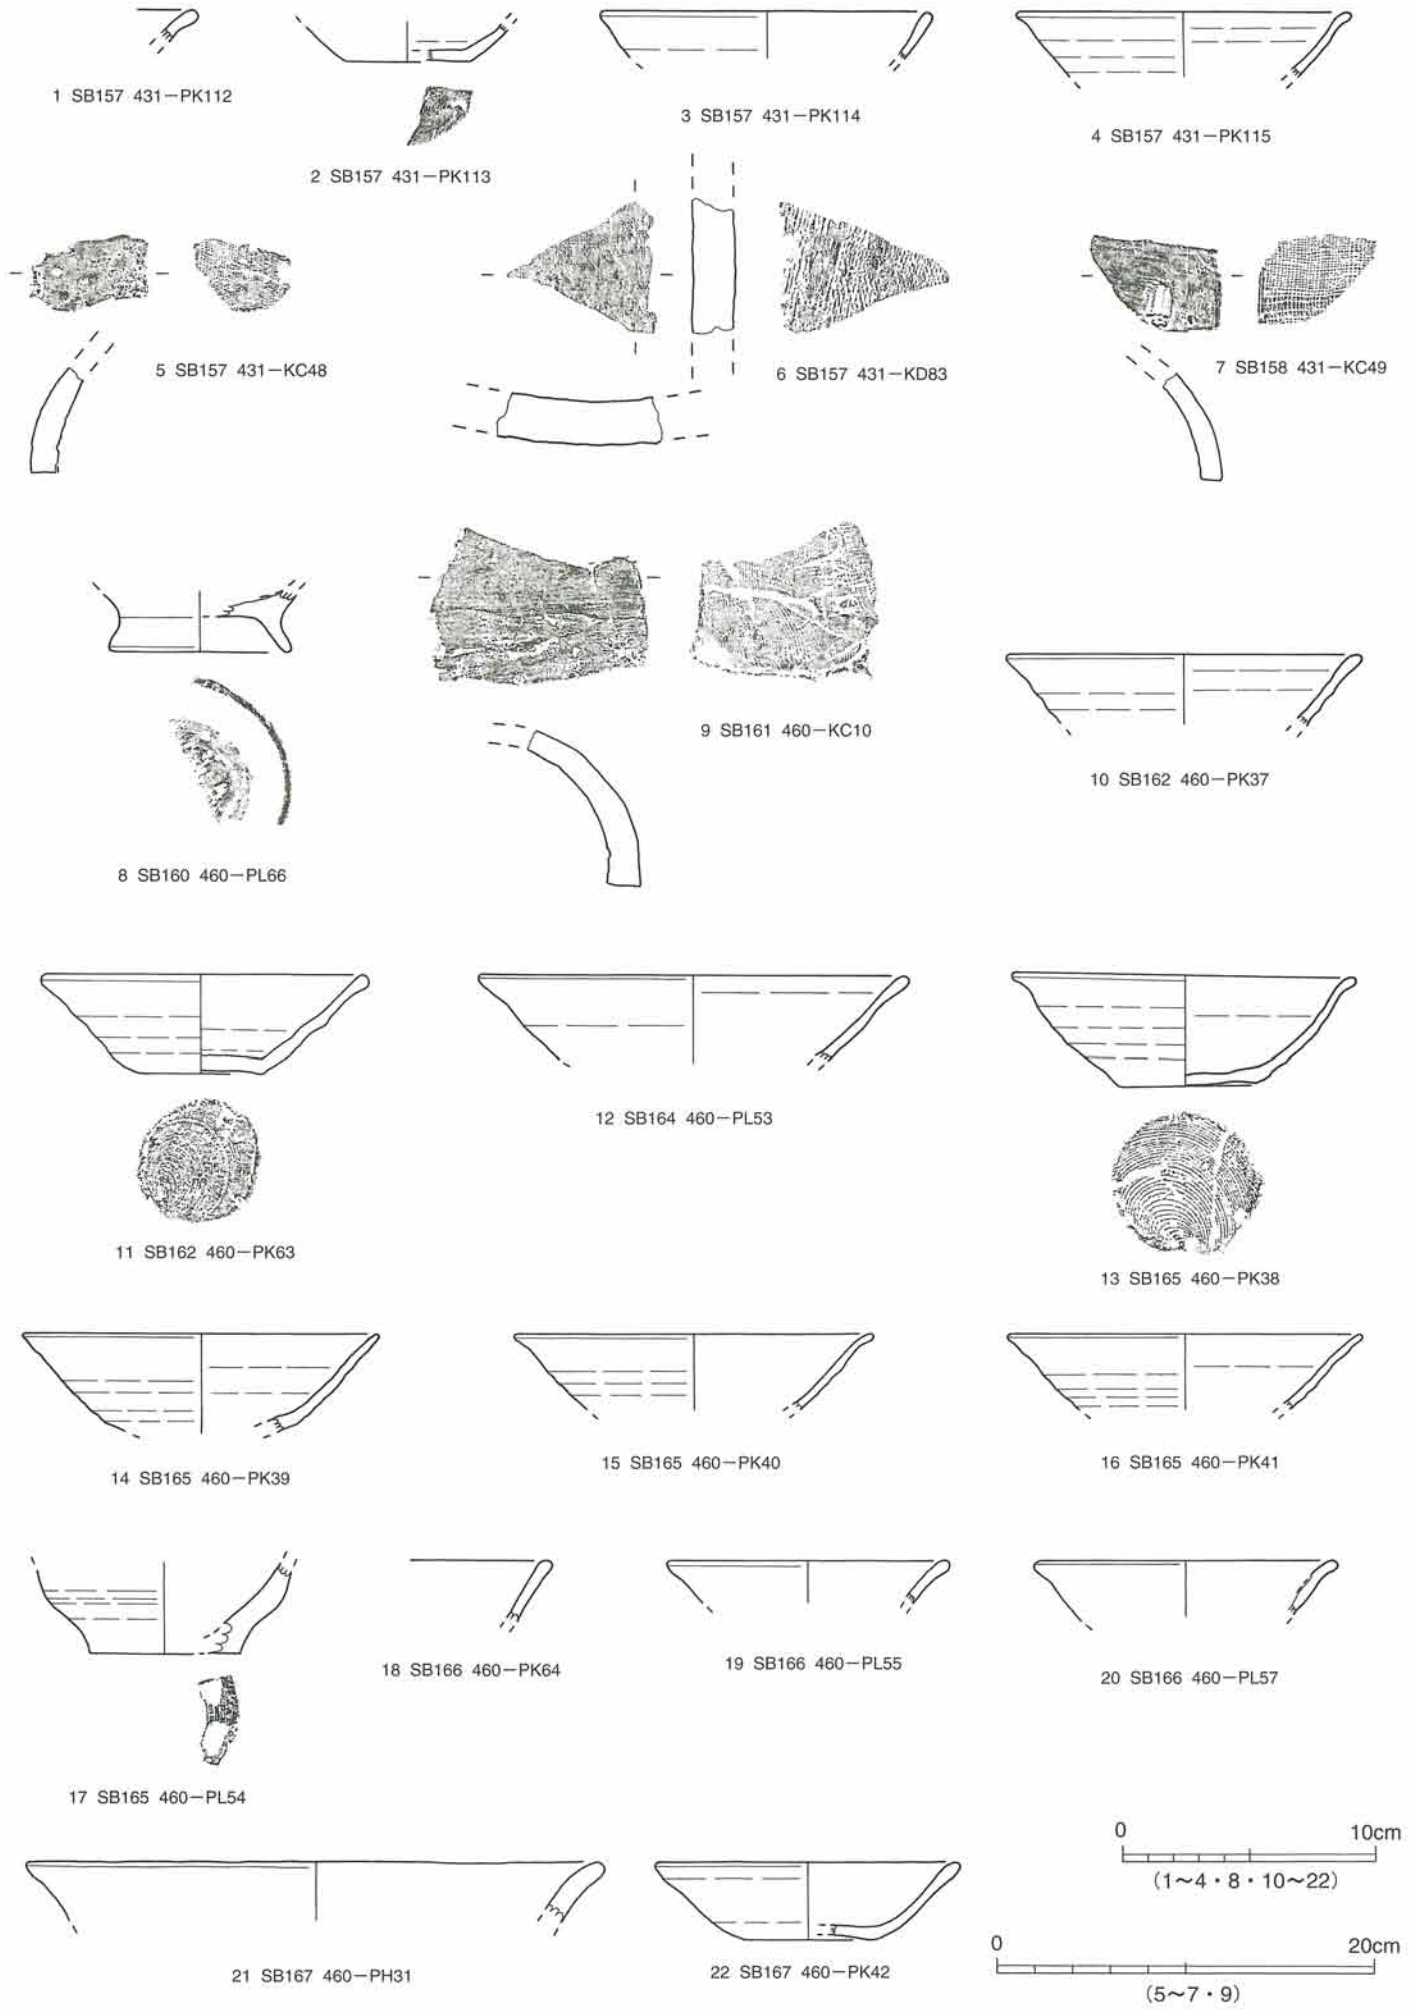 1 SB157 431−PK112
2 SB157 431−PK113
3 SB157 431−PK114
4 SB157 431−PK115
5 SB157 431−KC48
6 SB157 431−KD83
7 SB158 431−KC49
8 SB160 460−PL66
9 SB161 460−KC10
10 SB162 460−PK37
11 SB162 460−PK63
12 SB164 460−PL53
13 SB165 460−PK38
14 SB165 460−PK39
15 SB165 460−PK40
16 SB165 460−PK41
17 SB165 460−PL54
18 SB166 460−PK64
19 SB166 460−PL55
20 SB166 460−PL57
21 SB167 460−PH31
22 SB167 460−PK42
0 10cm
(1~4・8・10~22)
0 20cm
(5~7・9)